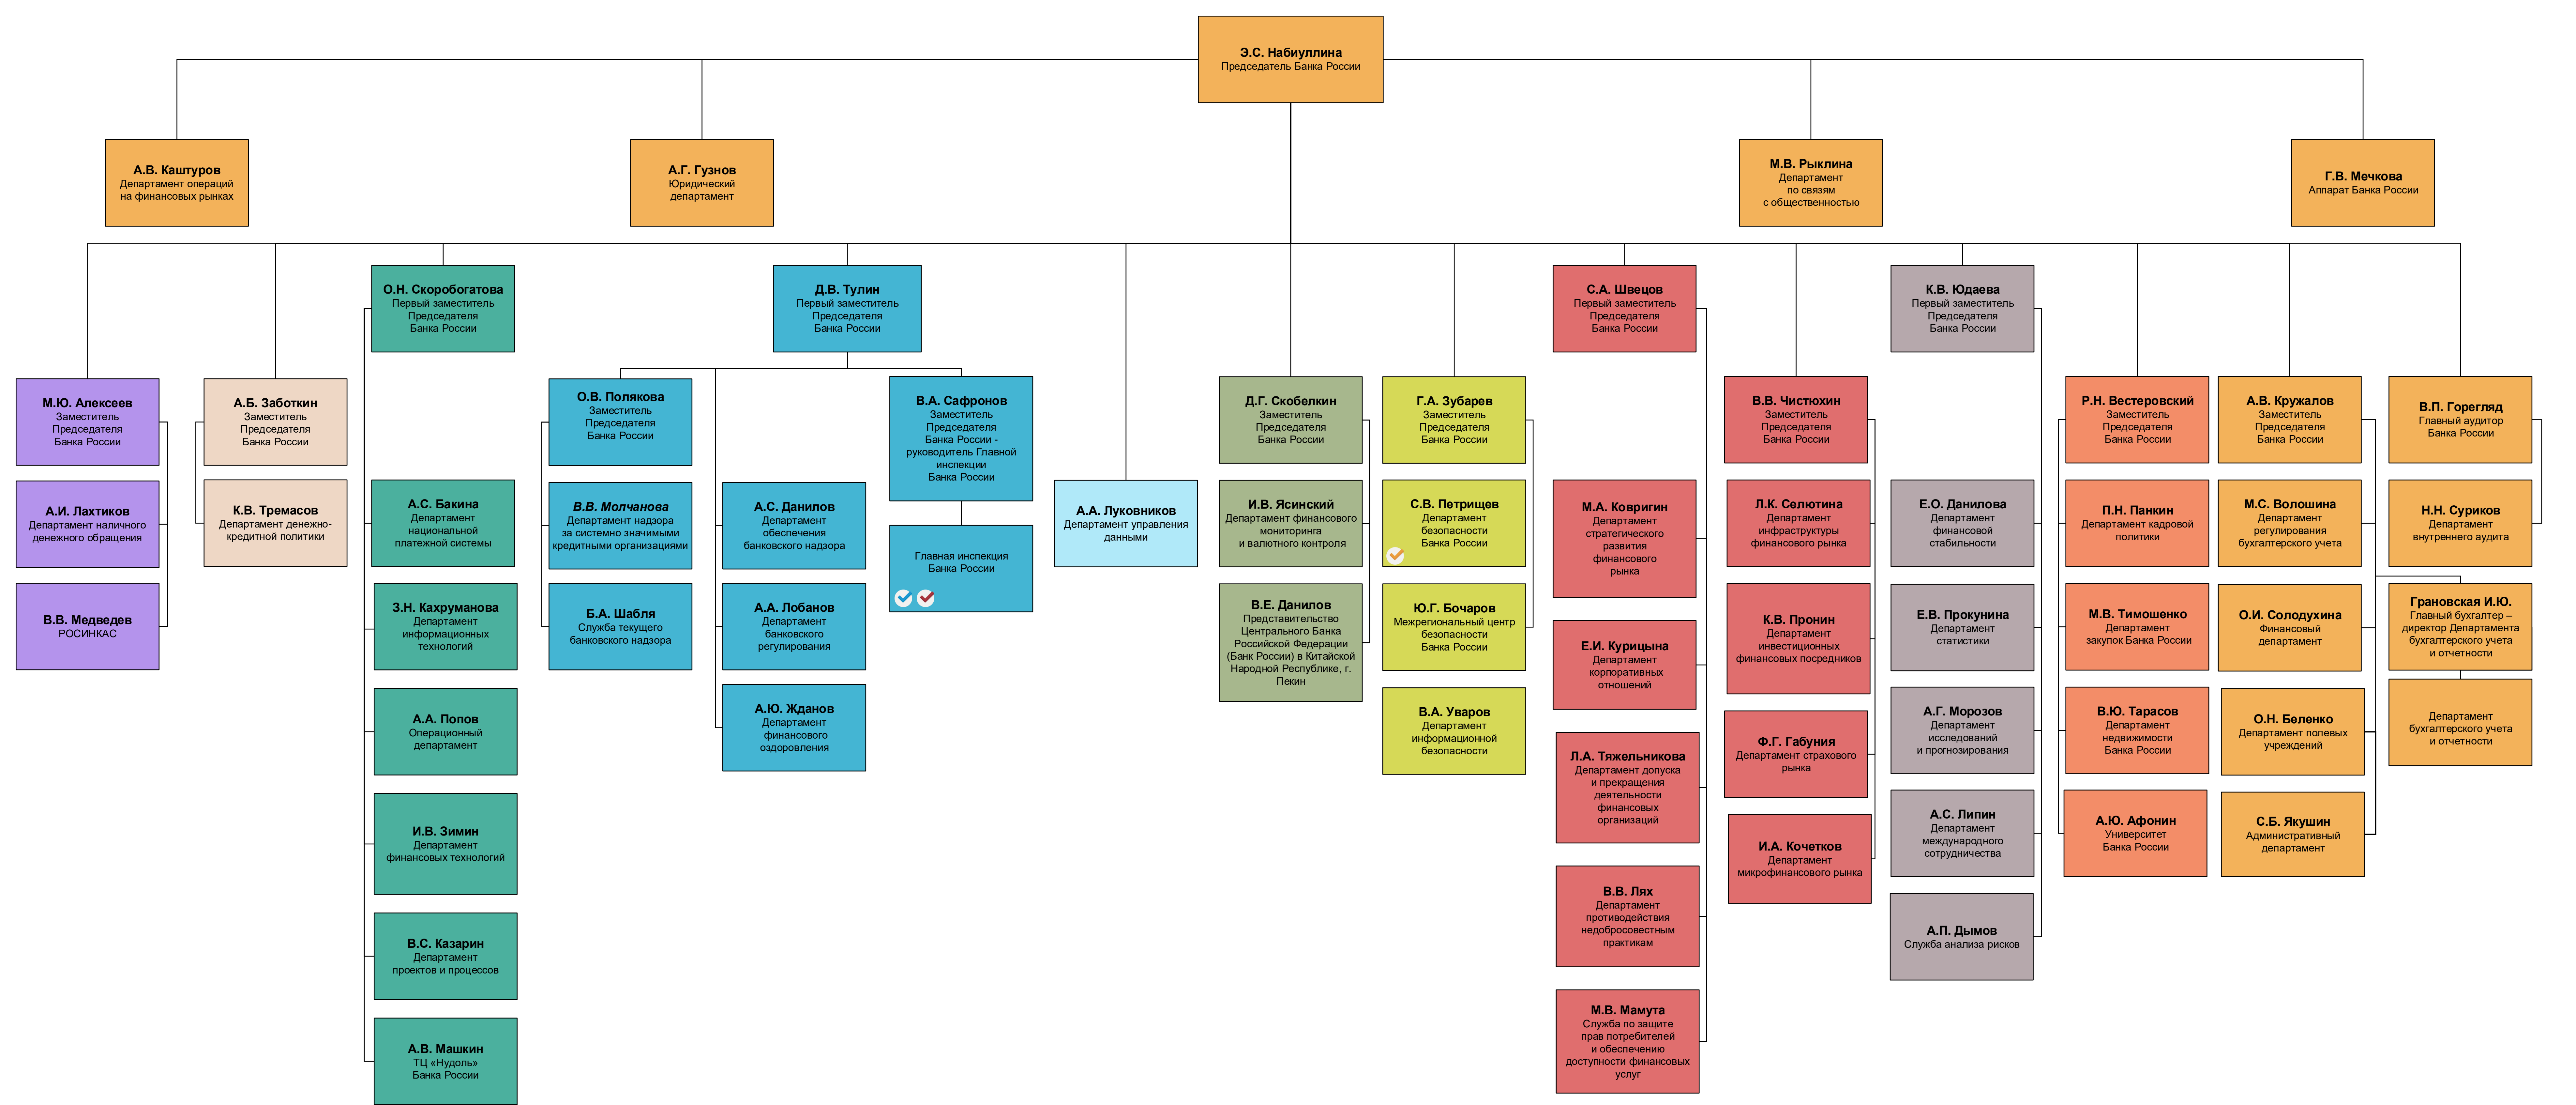 Э.С. Набиуллина
Председатель Банка России
А.В. Каштуров
Департамент операций
на финансовых рынках
А.Г. Гузнов
Юридический
департамент
М.В. Рыклина
Департамент
по связям
с общественностью
Г.В. Мечкова
Аппарат Банка России
О.Н. Скоробогатова
Первый заместитель
Председателя
Банка России
Д.В. Тулин
Первый заместитель
Председателя
Банка России
С.А. Швецов
Первый заместитель
Председателя
Банка России
К.В. Юдаева
Первый заместитель
Председателя
Банка России
М.Ю. Алексеев
Заместитель
Председателя
Банка России
А.И. Лахтиков
Департамент наличного
денежного обращения
В.В. Медведев
РОСИНКАС
А.Б. Заботкин
Заместитель
Председателя
Банка России
К.В. Тремасов
Департамент денежно-
кредитной политики
А.С. Бакина
Департамент
национальной
платежной системы
З.Н. Кахруманова
Департамент
информационных
технологий
А.А. Попов
Операционный
департамент
И.В. Зимин
Департамент
финансовых технологий
В.С. Казарин
Департамент
проектов и процессов
А.В. Машкин
ТЦ «Нудоль»
Банка России
О.В. Полякова
Заместитель
Председателя
Банка России
В.В. Молчанова
Департамент надзора
за системно значимыми
кредитными организациями
Б.А. Шабля
Служба текущего
банковского надзора
А.С. Данилов
Департамент
обеспечения
банковского надзора
А.А. Лобанов
Департамент
банковского
регулирования
А.Ю. Жданов
Департамент
финансового
оздоровления
В.А. Сафронов
Заместитель
Председателя
Банка России -
руководитель Главной
инспекции
Банка России
Главная инспекция
Банка России
А.А. Луковников
Департамент управления
данными
Д.Г. Скобелкин
Заместитель
Председателя
Банка России
И.В. Ясинский
Департамент финансового
мониторинга
и валютного контроля
В.Е. Данилов
Представительство
Центрального Банка
Российской Федерации
(Банк России) в Китайской
Народной Республике, г.
Пекин
Г.А. Зубарев
Заместитель
Председателя
Банка России
С.В. Петрищев
Департамент
безопасности
Банка России
Ю.Г. Бочаров
Межрегиональный центр
безопасности
Банка России
В.А. Уваров
Департамент
информационной
безопасности
М.А. Ковригин
Департамент
стратегического
развития
финансового
рынка
Е.И. Курицына
Департамент
корпоративных
отношений
Л.А. Тяжельникова
Департамент допуска
и прекращения
деятельности
финансовых
организаций
В.В. Лях
Департамент
противодействия
недобросовестным
практикам
М.В. Мамута
Служба по защите
прав потребителей
и обеспечению
доступности финансовых
услуг
В.В. Чистюхин
Заместитель
Председателя
Банка России
Л.К. Селютина
Департамент
инфраструктуры
финансового рынка
К.В. Пронин
Департамент
инвестиционных
финансовых посредников
Ф.Г. Габуния
Департамент страхового
рынка
И.А. Кочетков
Департамент
микрофинансового рынка
Е.О. Данилова
Департамент
финансовой
стабильности
Е.В. Прокунина
Департамент
статистики
А.Г. Морозов
Департамент
исследований
и прогнозирования
А.С. Липин
Департамент
международного
сотрудничества
А.П. Дымов
Служба анализа рисков
Р.Н. Вестеровский
Заместитель
Председателя
Банка России
П.Н. Панкин
Департамент кадровой
политики
М.В. Тимошенко
Департамент
закупок Банка России
В.Ю. Тарасов
Департамент
недвижимости
Банка России
А.Ю. Афонин
Университет
Банка России
А.В. Кружалов
Заместитель
Председателя
Банка России
М.С. Волошина
Департамент
регулирования
бухгалтерского учета
О.И. Солодухина
Финансовый
департамент
О.Н. Беленко
Департамент полевых
учреждений
С.Б. Якушин
Административный
департамент
В.П. Горегляд
Главный аудитор
Банка России
Н.Н. Суриков
Департамент
внутреннего аудита
Грановская И.Ю.
Главный бухгалтер –
директор Департамента
бухгалтерского учета
и отчетности
Департамент
бухгалтерского учета
и отчетности